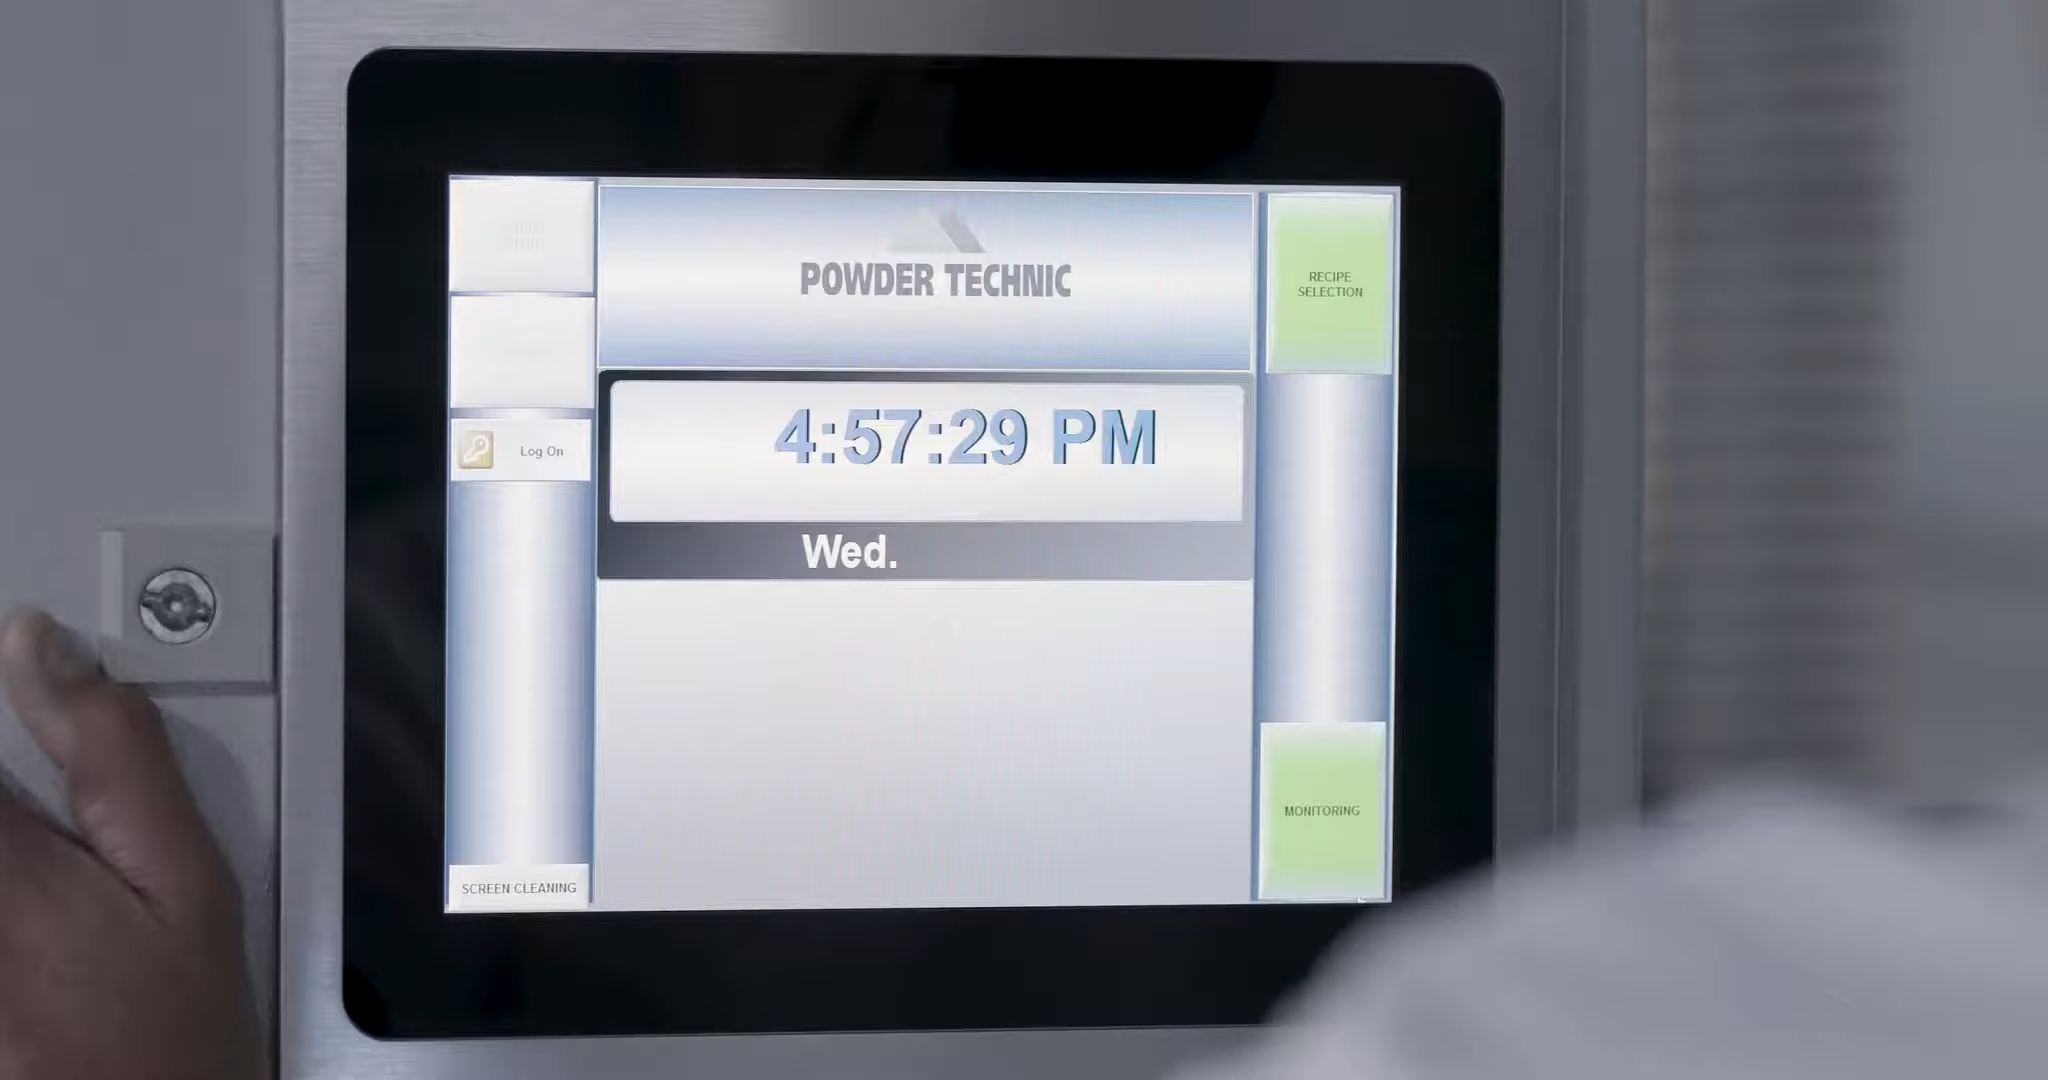 POWDER TECHNIC
RECIPE
SELECTION
4:57:29 PM
Log On
Wed.
MONITORING
SCREEN CLEANING